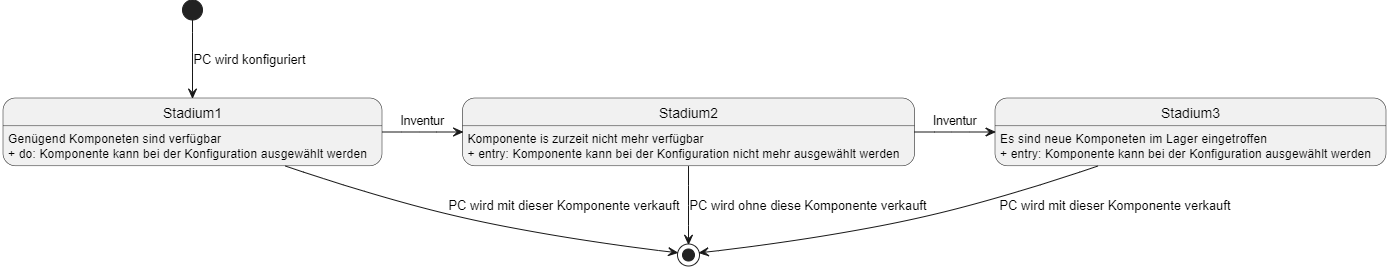 PC wird konfiguriert
Stadium1
Genügend Komponeten sind verfügbar
+ do: Komponente kann bei der Konfiguration ausgewählt werden
Inventur
Stadium2
Komponente is zurzeit nicht mehr verfügbar
+ entry: Komponente kann bei der Konfiguration nicht mehr ausgewählt werden
Inventur
Stadium3
Es sind neue Komponeten im Lager eingetroffen
+ entry: Komponente kann bei der Konfiguration ausgewählt werden
PC wird mit dieser Komponente verkauft
PC wird ohne diese Komponente verkauft
PC wird mit dieser Komponente verkauft